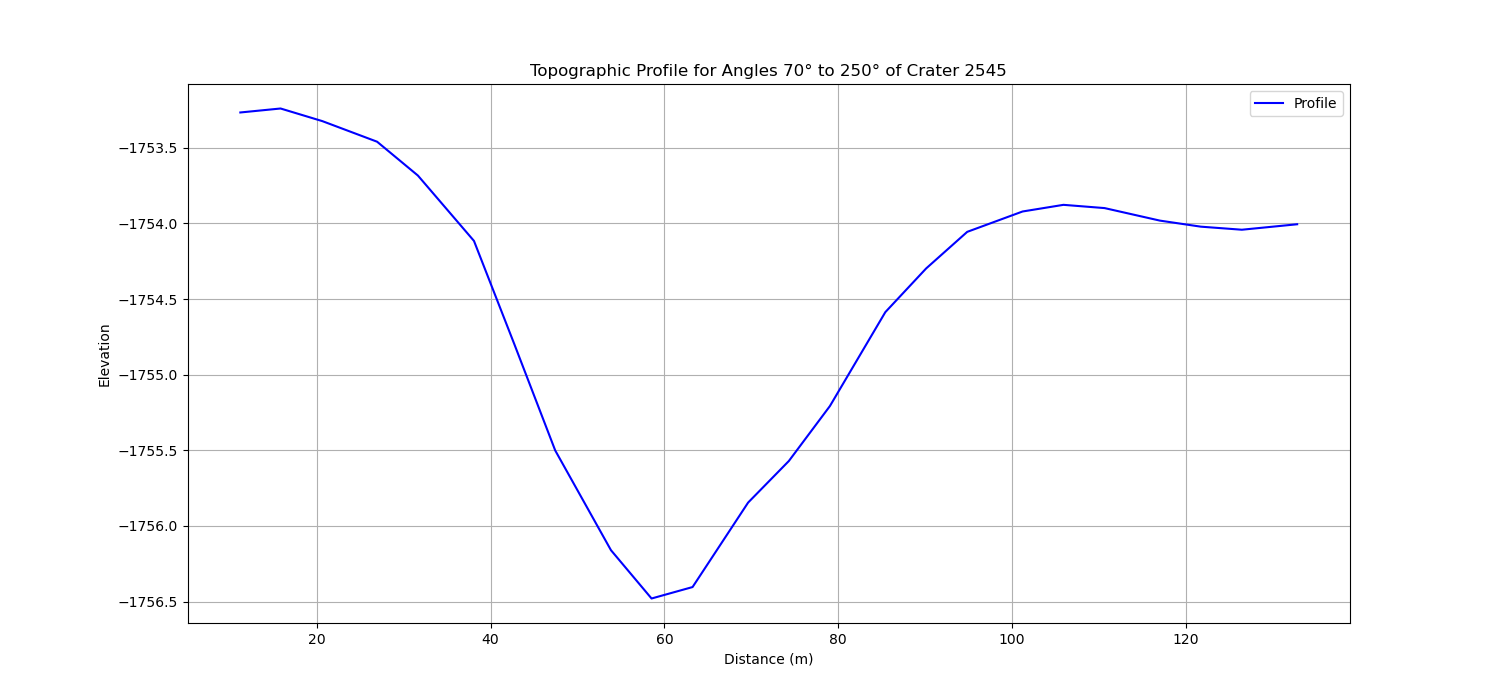 Topographic Profile for Angles 70° to 250° of Crater 2545
Profile
−1753.5
−1754.0
−1754.5
−1755.0
−1755.5
−1756.0
−1756.5
Elevation
20 40 60 80 100 120
Distance (m)